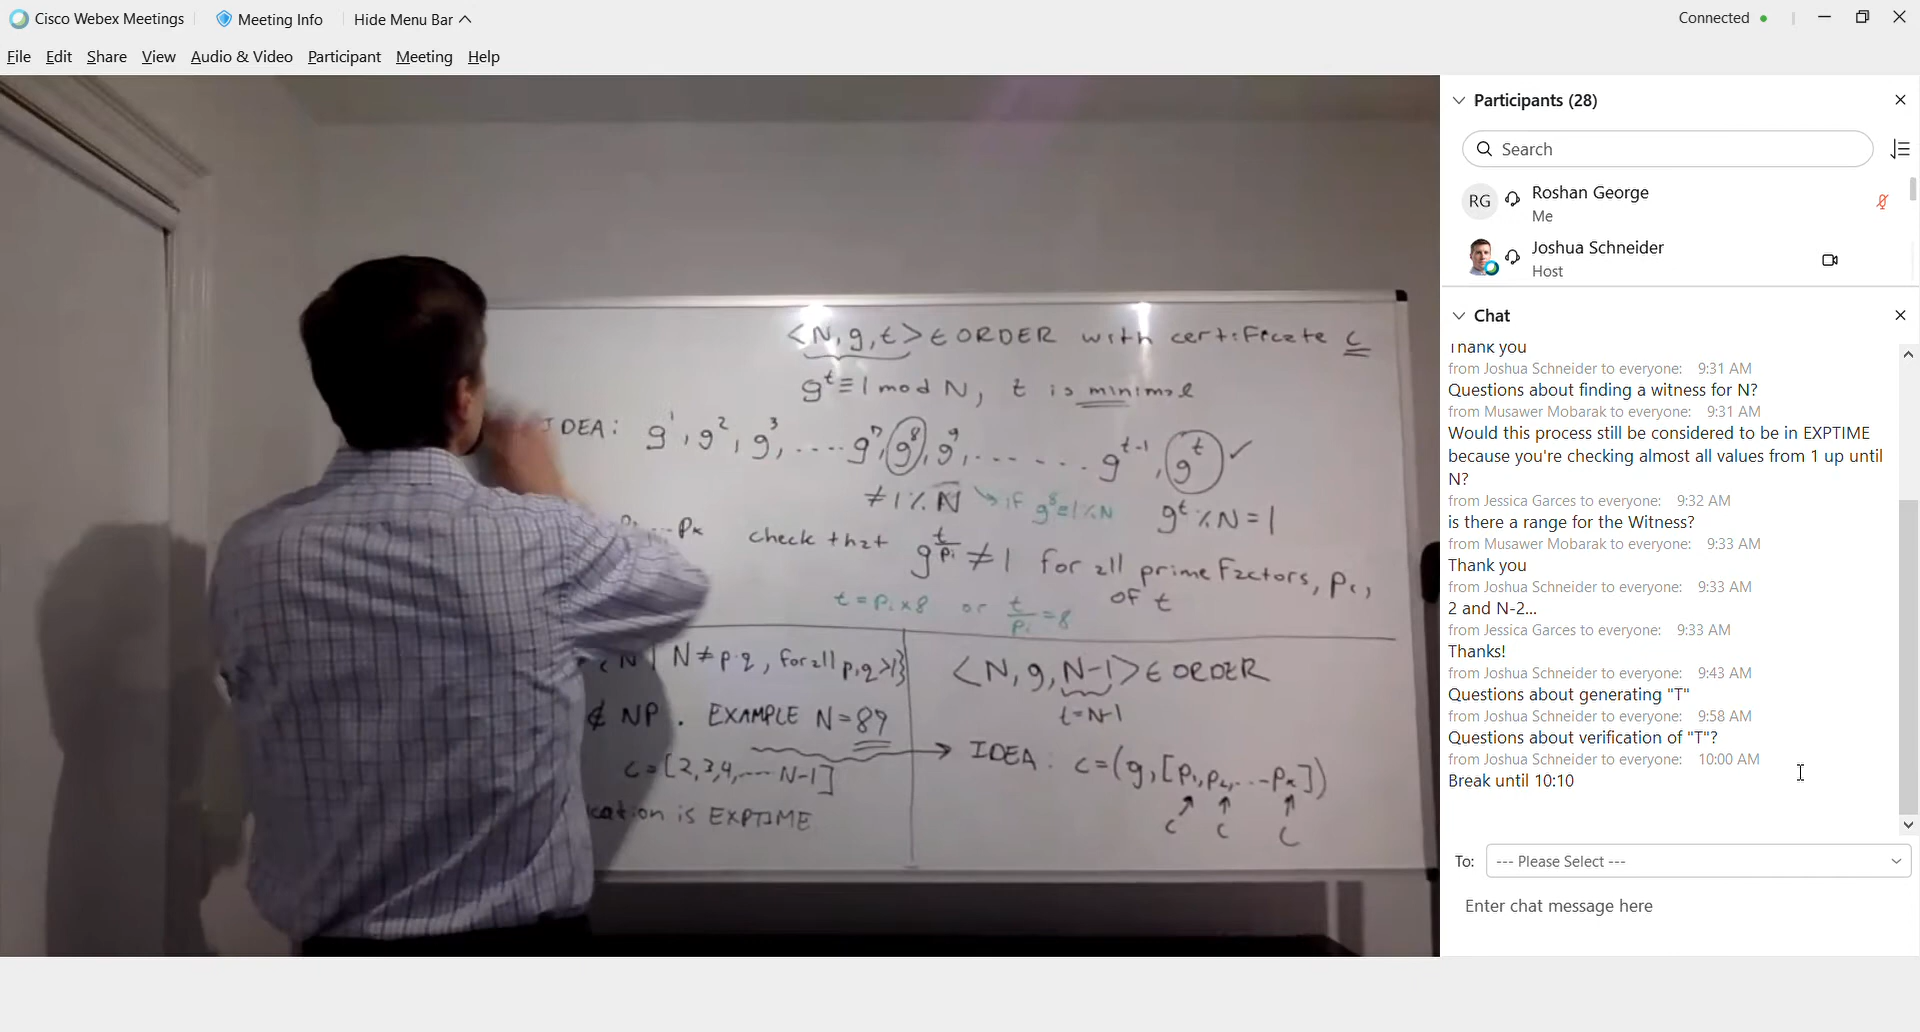 Cisco Webex Meetings
Meeting Info
Hide Menu Bar
Connected
File Edit Share View Audio & Video Participant Meeting Help
<N, g, t> ∈ ORDER with certificate c
g^t ≡ 1 mod N, t is minimal
IDEA: g^1, g^2, g^3, .... g^7, g^8, g^9, ....... g^t-1, g^t ✓
≠ 1 % N → if g^8 ≡ 1 % N g^t % N = 1
... Pk check that g^t/pi ≠ 1 for all prime factors, pi,
of t
t = pi × 8 or t/pi = 8
N | N ≠ p·q, for all p,q >1}
∉ NP . EXAMPLE N = 89
c = [2,3,4, ..... N-1]
cation is EXPTIME
<N, g, N-1> ∈ ORDER
t = N-1
IDEA: c = (g, [p1, p2, ... pk])
c c c
Participants (28)
Search
RG
Roshan George
Me
Joshua Schneider
Host
Chat
Thank you
from Joshua Schneider to everyone: 9:31 AM
Questions about finding a witness for N?
from Musawer Mobarak to everyone: 9:31 AM
Would this process still be considered to be in EXPTIME
because you're checking almost all values from 1 up until
N?
from Jessica Garces to everyone: 9:32 AM
is there a range for the Witness?
from Musawer Mobarak to everyone: 9:33 AM
Thank you
from Joshua Schneider to everyone: 9:33 AM
2 and N-2...
from Jessica Garces to everyone: 9:33 AM
Thanks!
from Joshua Schneider to everyone: 9:43 AM
Questions about generating "T"
from Joshua Schneider to everyone: 9:58 AM
Questions about verification of "T"?
from Joshua Schneider to everyone: 10:00 AM
Break until 10:10
To: --- Please Select ---
Enter chat message here